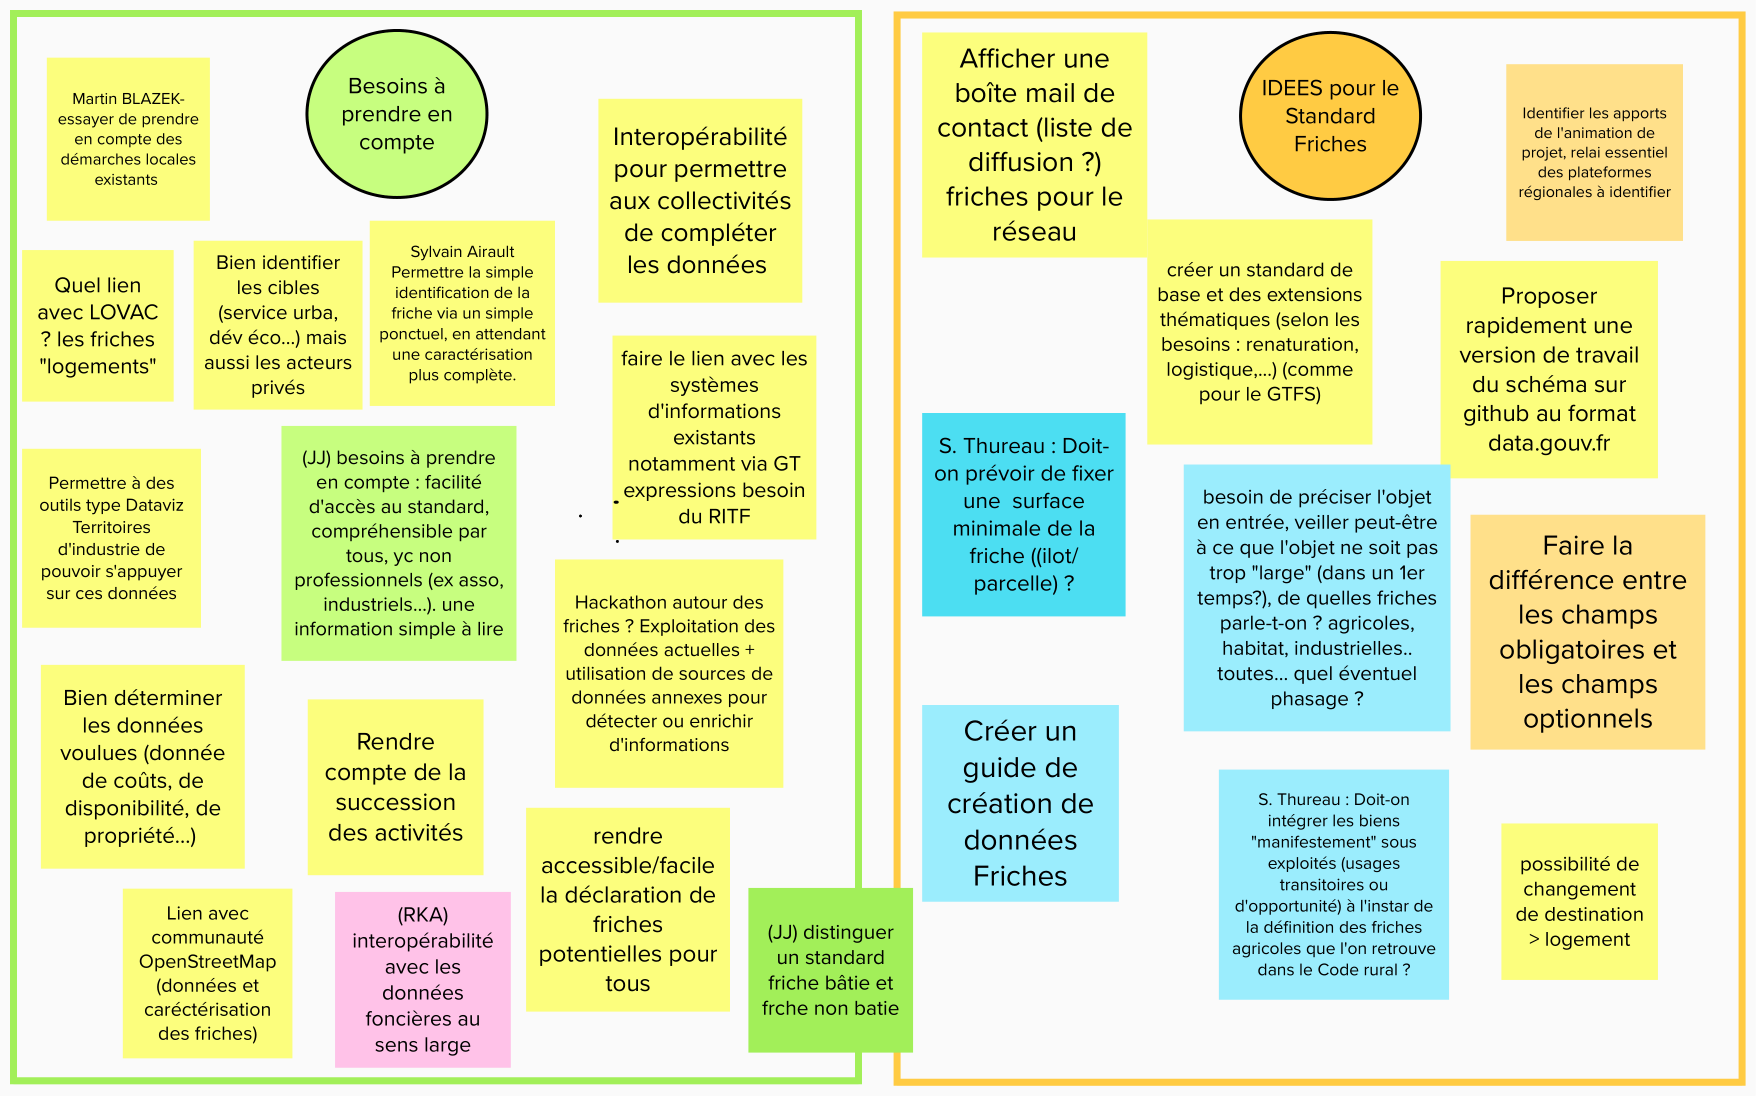 Besoins à
prendre en
compte
Martin BLAZEK-
essayer de prendre
en compte des
démarches locales
existants
Interopérabilité
pour permettre
aux collectivités
de compléter
les données
Quel lien
avec LOVAC
? les friches
"logements"
Bien identifier
les cibles
(service urba,
dév éco...) mais
aussi les acteurs
privés
Sylvain Airault
Permettre la simple
identification de la
friche via un simple
ponctuel, en attendant
une caractérisation
plus complète.
faire le lien avec les
systèmes
d'informations
existants
notamment via GT
expressions besoin
du RITF
Permettre à des
outils type Dataviz
Territoires
d'industrie de
pouvoir s'appuyer
sur ces données
(JJ) besoins à prendre
en compte : facilité
d'accès au standard,
compréhensible par
tous, yc non
professionnels (ex asso,
industriels...). une
information simple à lire
Hackathon autour des
friches ? Exploitation des
données actuelles +
utilisation de sources de
données annexes pour
détecter ou enrichir
d'informations
Bien déterminer
les données
voulues (donnée
de coûts, de
disponibilité, de
propriété...)
Rendre
compte de la
succession
des activités
rendre
accessible/facile
la déclaration de
friches
potentielles pour
tous
Lien avec
communauté
OpenStreetMap
(données et
caréctérisation
des friches)
(RKA)
interopérabilité
avec les
données
foncières au
sens large
(JJ) distinguer
un standard
friche bâtie et
frche non batie
IDEES pour le
Standard
Friches
Afficher une
boîte mail de
contact (liste de
diffusion ?)
friches pour le
réseau
Identifier les apports
de l'animation de
projet, relai essentiel
des plateformes
régionales à identifier
créer un standard de
base et des extensions
thématiques (selon les
besoins : renaturation,
logistique,...) (comme
pour le GTFS)
Proposer
rapidement une
version de travail
du schéma sur
github au format
data.gouv.fr
S. Thureau : Doit-
on prévoir de fixer
une surface
minimale de la
friche ((ilot/
parcelle) ?
besoin de préciser l'objet
en entrée, veiller peut-être
à ce que l'objet ne soit pas
trop "large" (dans un 1er
temps?), de quelles friches
parle-t-on ? agricoles,
habitat, industrielles..
toutes... quel éventuel
phasage ?
Faire la
différence entre
les champs
obligatoires et
les champs
optionnels
Créer un
guide de
création de
données
Friches
S. Thureau : Doit-on
intégrer les biens
"manifestement" sous
exploités (usages
transitoires ou
d'opportunité) à l'instar de
la définition des friches
agricoles que l'on retrouve
dans le Code rural ?
possibilité de
changement
de destination
> logement